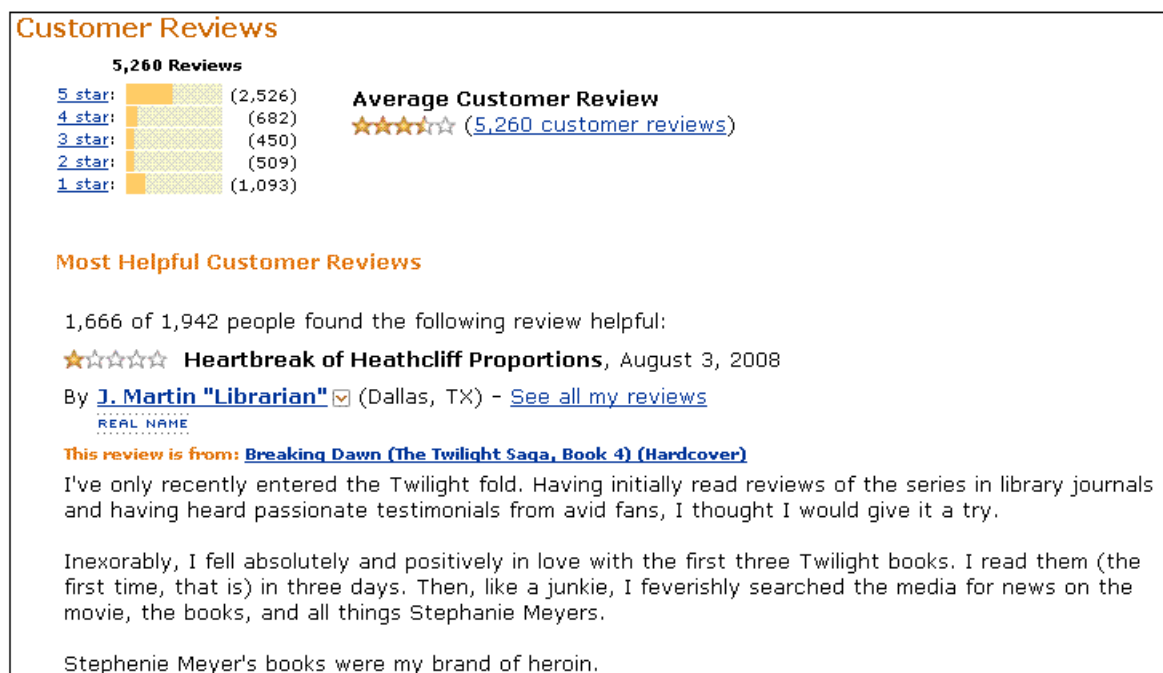 Customer Reviews
5,260 Reviews
5 star: (2,526)
4 star: (682)
3 star: (450)
2 star: (509)
1 star: (1,093)
Average Customer Review
(5,260 customer reviews)
Most Helpful Customer Reviews
1,666 of 1,942 people found the following review helpful:
Heartbreak of Heathcliff Proportions, August 3, 2008
By J. Martin "Librarian" (Dallas, TX) - See all my reviews
REAL NAME
This review is from: Breaking Dawn (The Twilight Saga, Book 4) (Hardcover)
I've only recently entered the Twilight fold. Having initially read reviews of the series in library journals
and having heard passionate testimonials from avid fans, I thought I would give it a try.
Inexorably, I fell absolutely and positively in love with the first three Twilight books. I read them (the
first time, that is) in three days. Then, like a junkie, I feverishly searched the media for news on the
movie, the books, and all things Stephanie Meyers.
Stephenie Meyer's books were my brand of heroin.